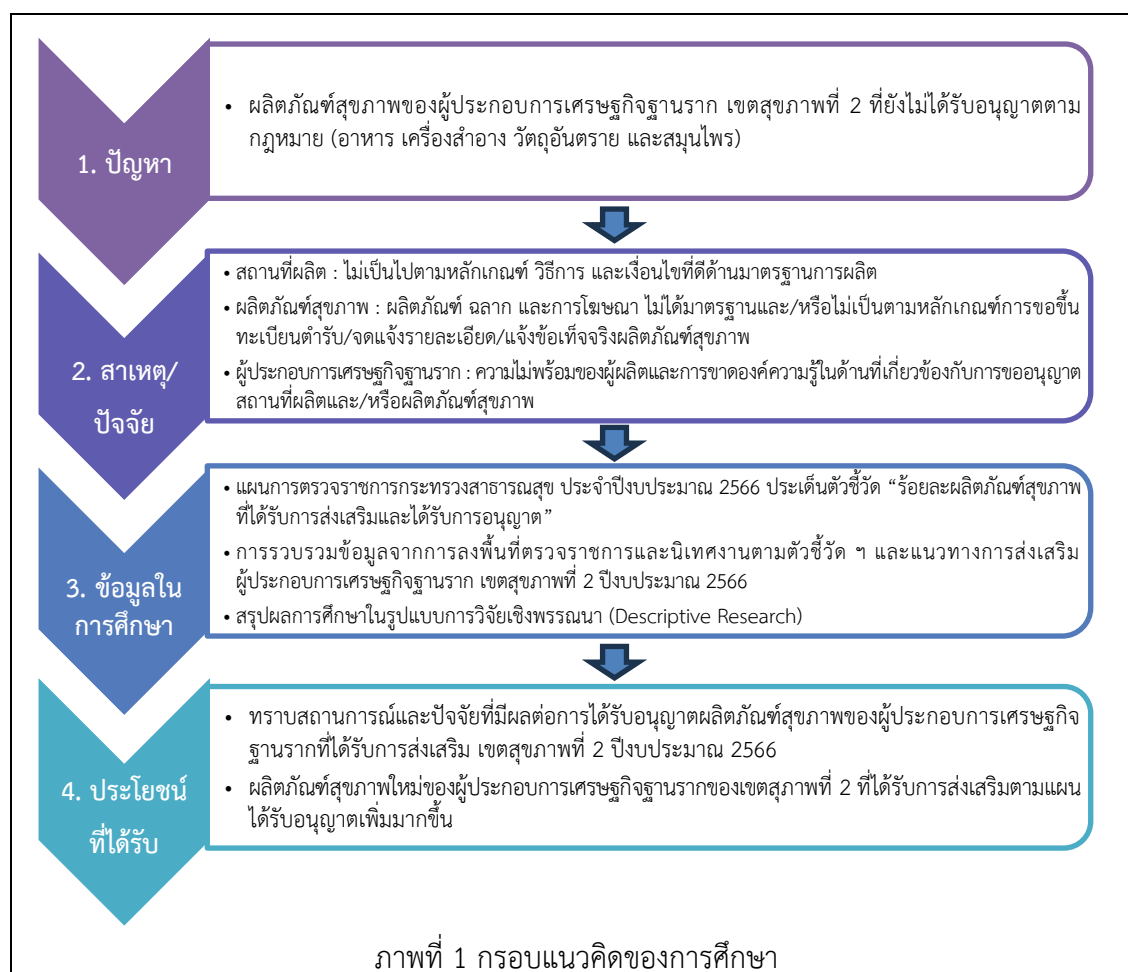 1. ปัญหา
• ผลิตภัณฑ์สุขภาพของผู้ประกอบการเศรษฐกิจฐานราก เขตสุขภาพที่ 2 ที่ยังไม่ได้รับอนุญาตตาม
กฎหมาย (อาหาร เครื่องสำอาง วัตถุอันตราย และสมุนไพร)
2. สาเหตุ/
ปัจจัย
• สถานที่ผลิต : ไม่เป็นไปตามหลักเกณฑ์ วิธีการ และเงื่อนไขที่ดีด้านมาตรฐานการผลิต
• ผลิตภัณฑ์สุขภาพ : ผลิตภัณฑ์ ฉลาก และการโฆษณา ไม่ได้มาตรฐานและ/หรือไม่เป็นตามหลักเกณฑ์การขอขึ้น
ทะเบียนตำรับ/จดแจ้งรายละเอียด/แจ้งข้อเท็จจริงผลิตภัณฑ์สุขภาพ
• ผู้ประกอบการเศรษฐกิจฐานราก : ความไม่พร้อมของผู้ผลิตและการขาดองค์ความรู้ในด้านที่เกี่ยวข้องกับการขออนุญาต
สถานที่ผลิตและ/หรือผลิตภัณฑ์สุขภาพ
3. ข้อมูลใน
การศึกษา
• แผนการตรวจราชการกระทรวงสาธารณสุข ประจำปีงบประมาณ 2566 ประเด็นตัวชี้วัด “ร้อยละผลิตภัณฑ์สุขภาพ
ที่ได้รับการส่งเสริมและได้รับการอนุญาต”
• การรวบรวมข้อมูลจากการลงพื้นที่ตรวจราชการและนิเทศงานตามตัวชี้วัด ฯ และแนวทางการส่งเสริม
ผู้ประกอบการเศรษฐกิจฐานราก เขตสุขภาพที่ 2 ปีงบประมาณ 2566
• สรุปผลการศึกษาในรูปแบบการวิจัยเชิงพรรณนา (Descriptive Research)
4. ประโยชน์
ที่ได้รับ
• ทราบสถานการณ์และปัจจัยที่มีผลต่อการได้รับอนุญาตผลิตภัณฑ์สุขภาพของผู้ประกอบการเศรษฐกิจ
ฐานรากที่ได้รับการส่งเสริม เขตสุขภาพที่ 2 ปีงบประมาณ 2566
• ผลิตภัณฑ์สุขภาพใหม่ของผู้ประกอบการเศรษฐกิจฐานรากของเขตสุภาพที่ 2 ที่ได้รับการส่งเสริมตามแผน
ได้รับอนุญาตเพิ่มมากขึ้น
ภาพที่ 1 กรอบแนวคิดของการศึกษา